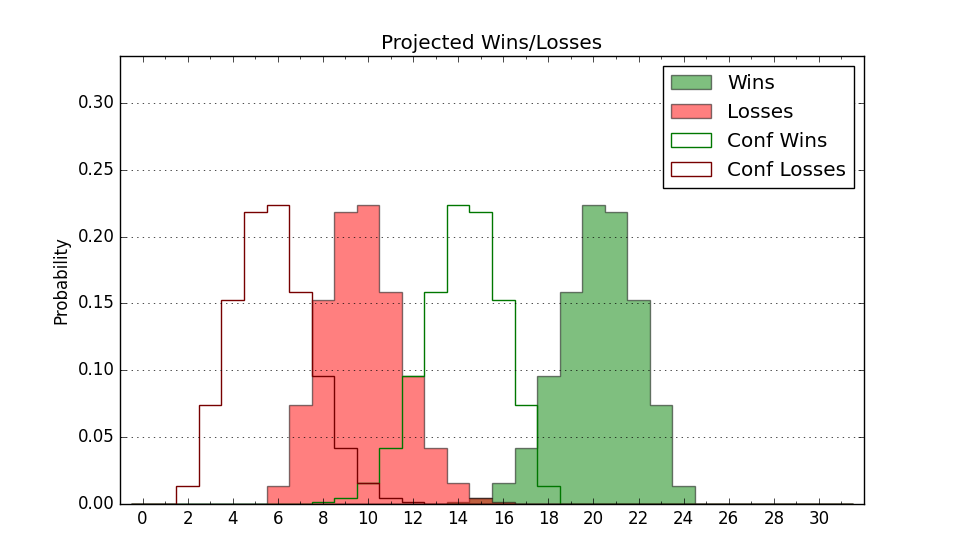 Projected Wins/Losses
Wins
Losses
Conf Wins
Conf Losses
Probability
0.30
0.25
0.20
0.15
0.10
0.05
0.00
0 2 4 6 8 10 12 14 16 18 20 22 24 26 28 30